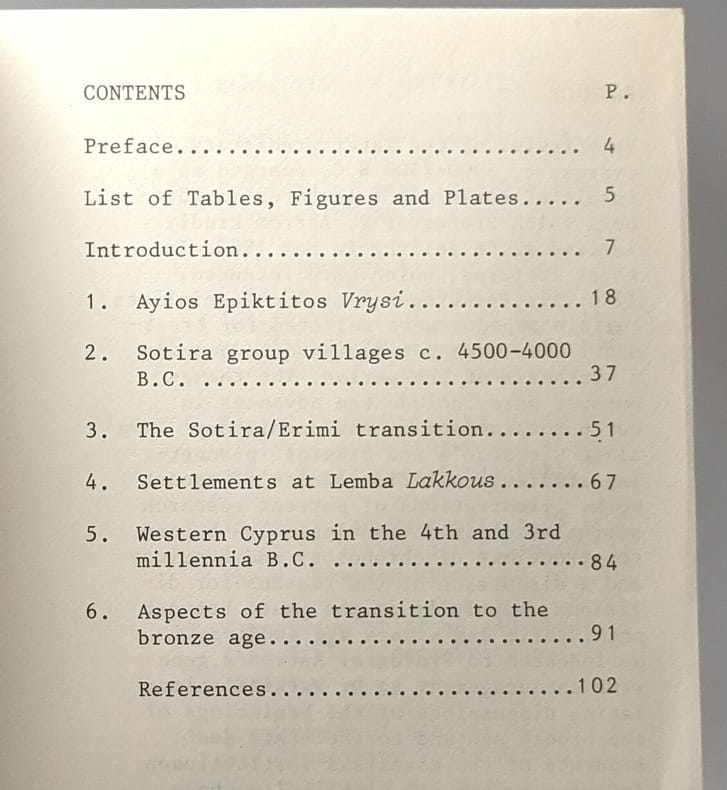 CONTENTS P.
Preface............................... 4
List of Tables, Figures and Plates..... 5
Introduction.......................... 7
1. Ayios Epiktitos Vrysi..............18
2. Sotira group villages c. 4500-4000
B.C. .............................37
3. The Sotira/Erimi transition........51
4. Settlements at Lemba Lakkous.......67
5. Western Cyprus in the 4th and 3rd
millennia B.C. ...................84
6. Aspects of the transition to the
bronze age........................91
References.......................102